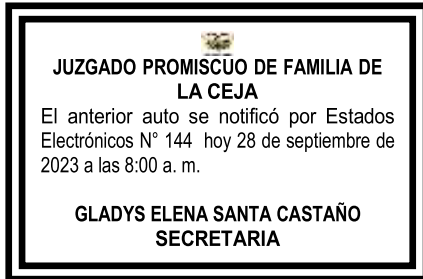 JUZGADO PROMISCUO DE FAMILIA DE
LA CEJA
El anterior auto se notificó por Estados
Electrónicos N° 144 hoy 28 de septiembre de
2023 a las 8:00 a. m.
GLADYS ELENA SANTA CASTAÑO
SECRETARIA